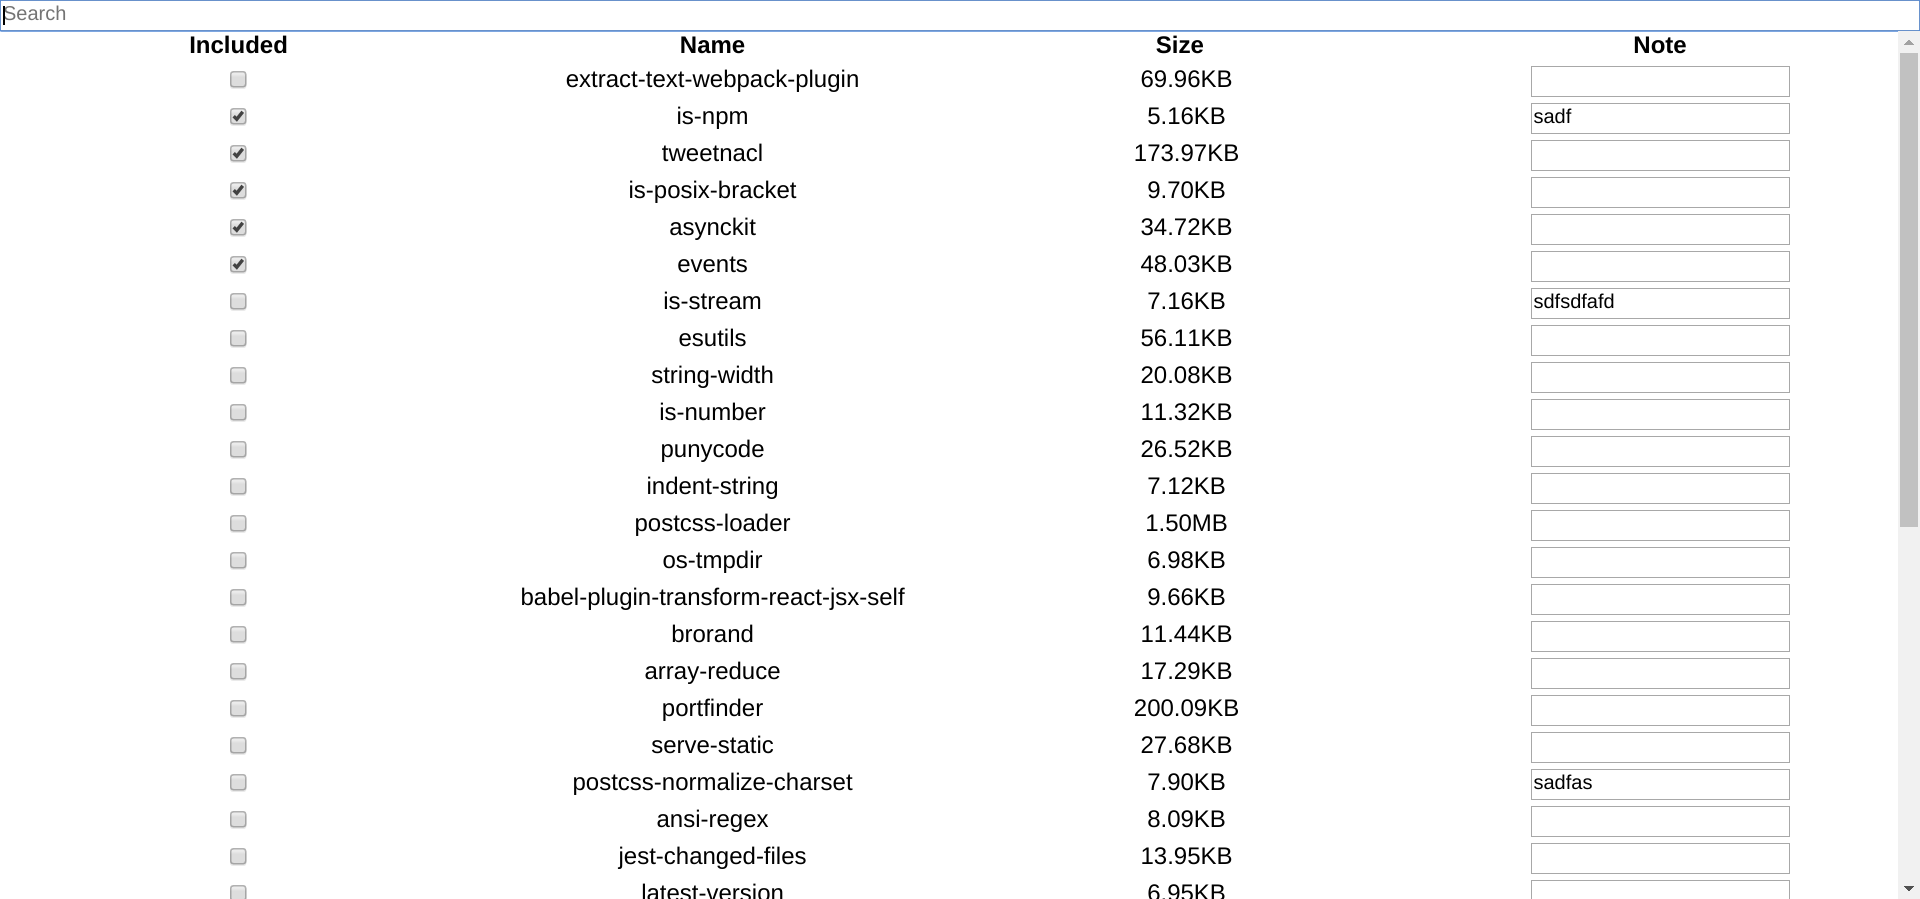 Search
Included Name Size Note
extract-text-webpack-plugin 69.96KB
is-npm 5.16KB sadf
tweetnacl 173.97KB
is-posix-bracket 9.70KB
asynckit 34.72KB
events 48.03KB
is-stream 7.16KB sdfsdfafd
esutils 56.11KB
string-width 20.08KB
is-number 11.32KB
punycode 26.52KB
indent-string 7.12KB
postcss-loader 1.50MB
os-tmpdir 6.98KB
babel-plugin-transform-react-jsx-self 9.66KB
brorand 11.44KB
array-reduce 17.29KB
portfinder 200.09KB
serve-static 27.68KB
postcss-normalize-charset 7.90KB sadfas
ansi-regex 8.09KB
jest-changed-files 13.95KB
latest-version 6.95KB